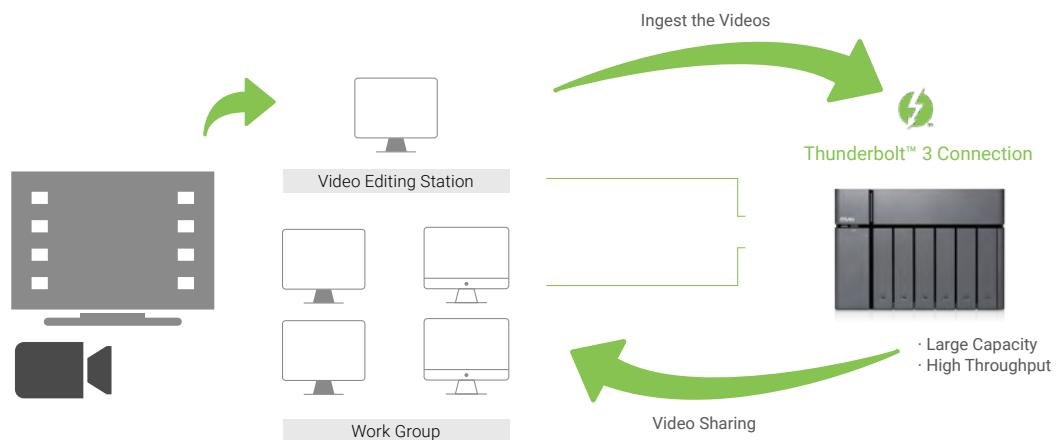 Ingest the Videos
Thunderbolt™ 3 Connection
Video Editing Station
· Large Capacity
· High Throughput
Video Sharing
Work Group